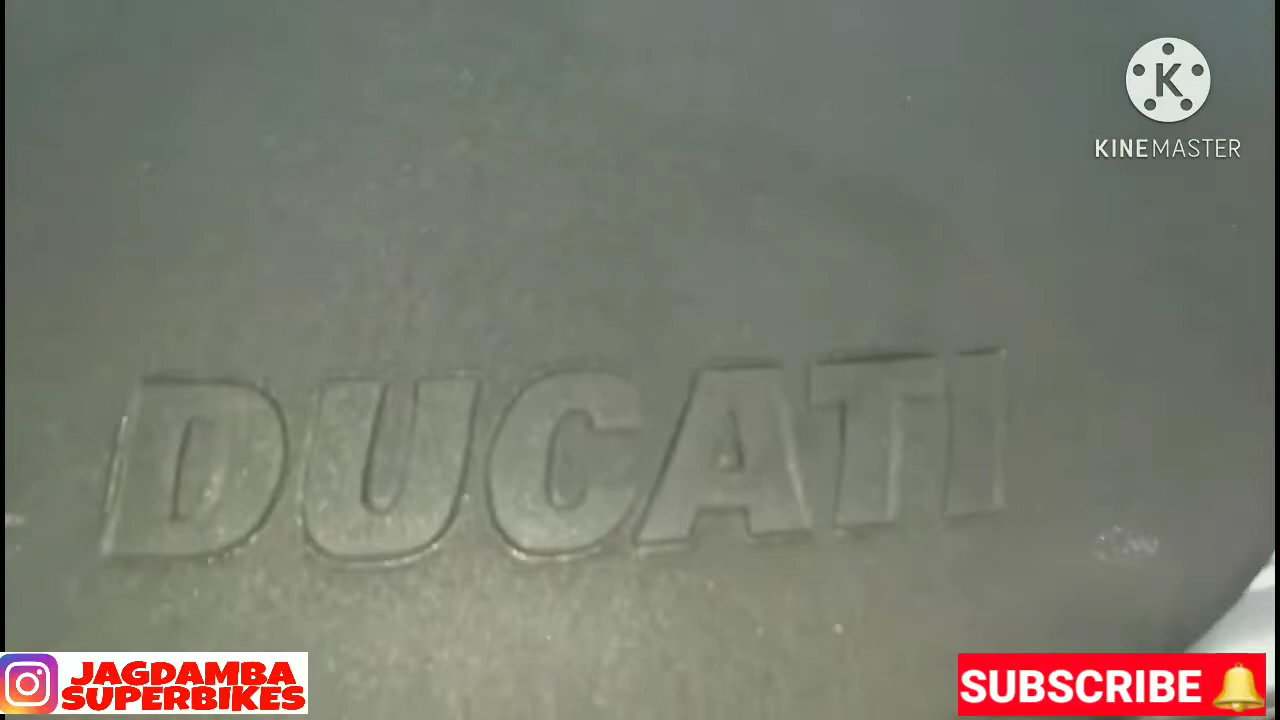 K
KINEMASTER
DUCATI
JAGDAMBA
SUPERBIKES
SUBSCRIBE